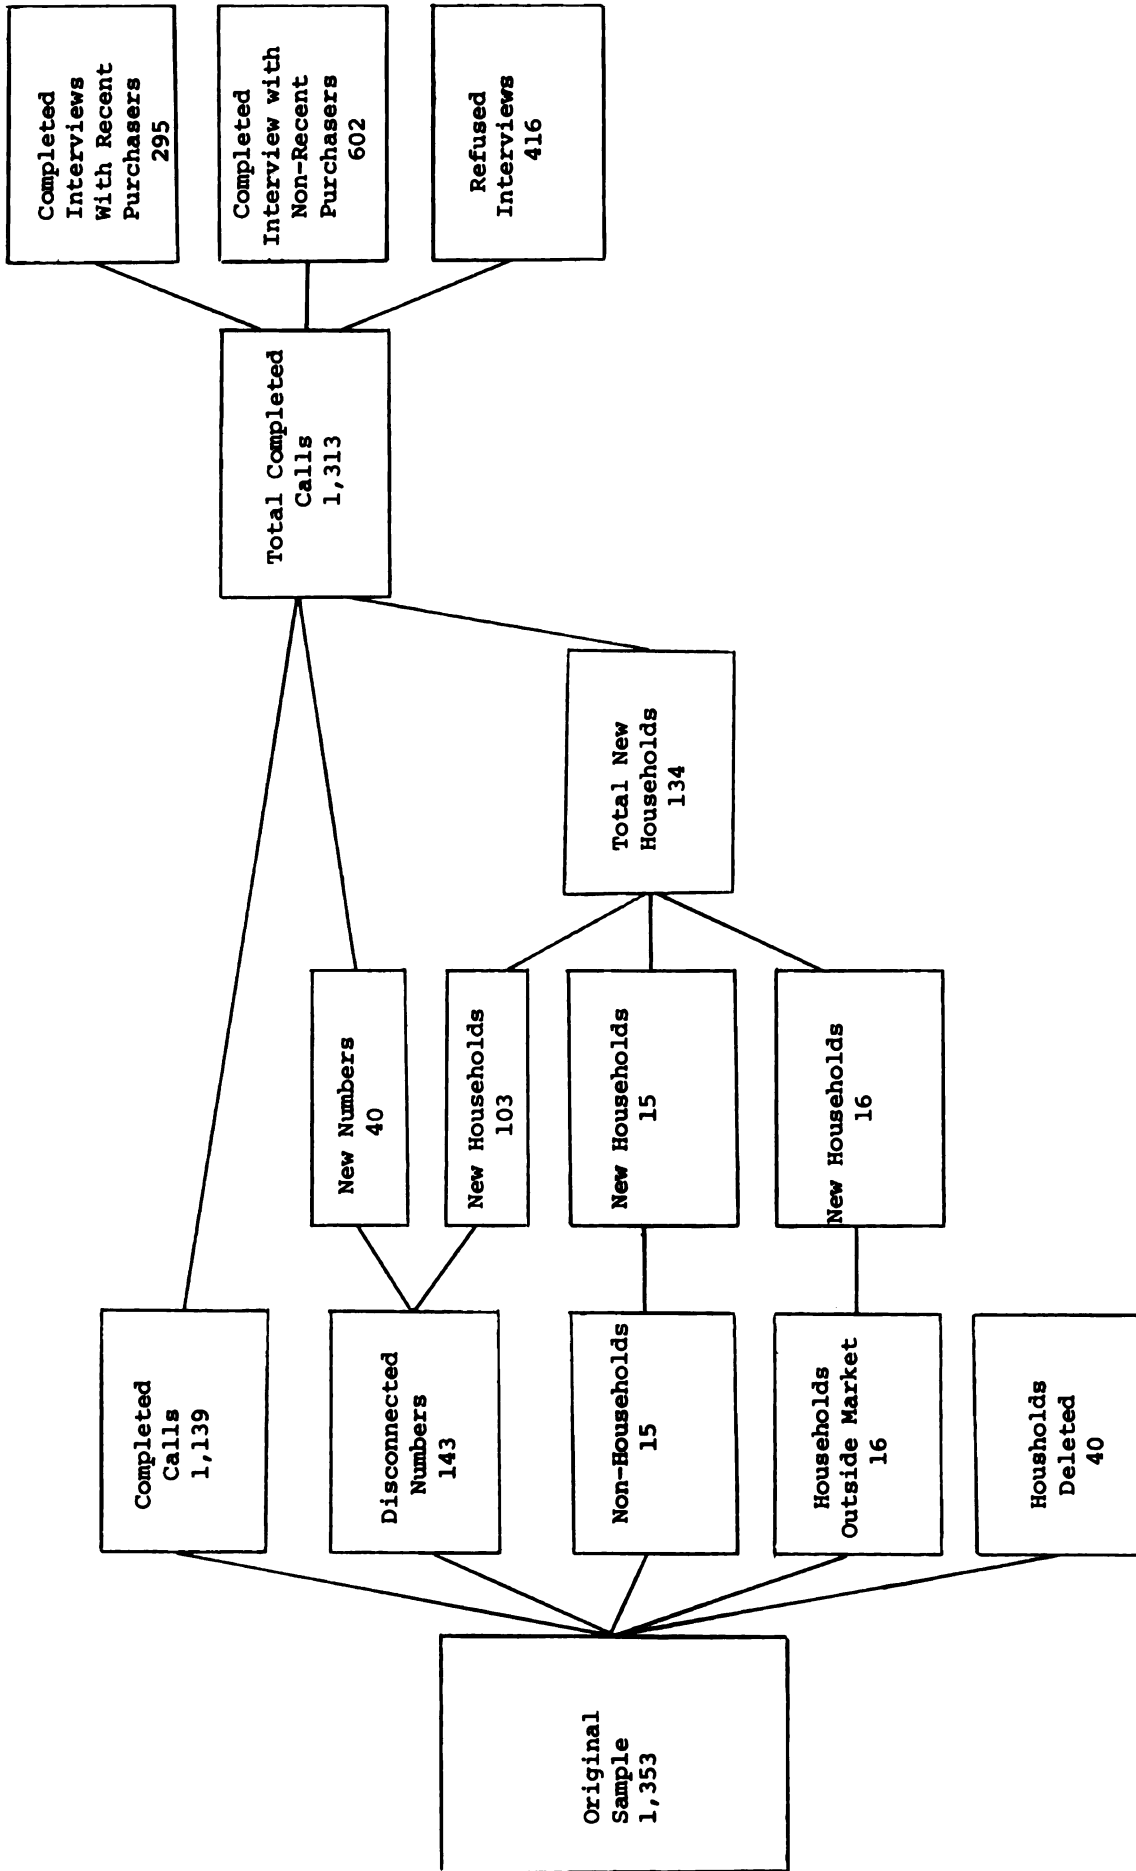 Original
Sample
1,353
Completed
Calls
1,139
Disconnected
Numbers
143
Non-Households
15
Households
Outside Market
16
Housholds
Deleted
40
New Numbers
40
New Households
103
New Households
15
New Households
16
Total New
Households
134
Total Completed
Calls
1,313
Completed
Interviews
With Recent
Purchasers
295
Completed
Interview with
Non-Recent
Purchasers
602
Refused
Interviews
416